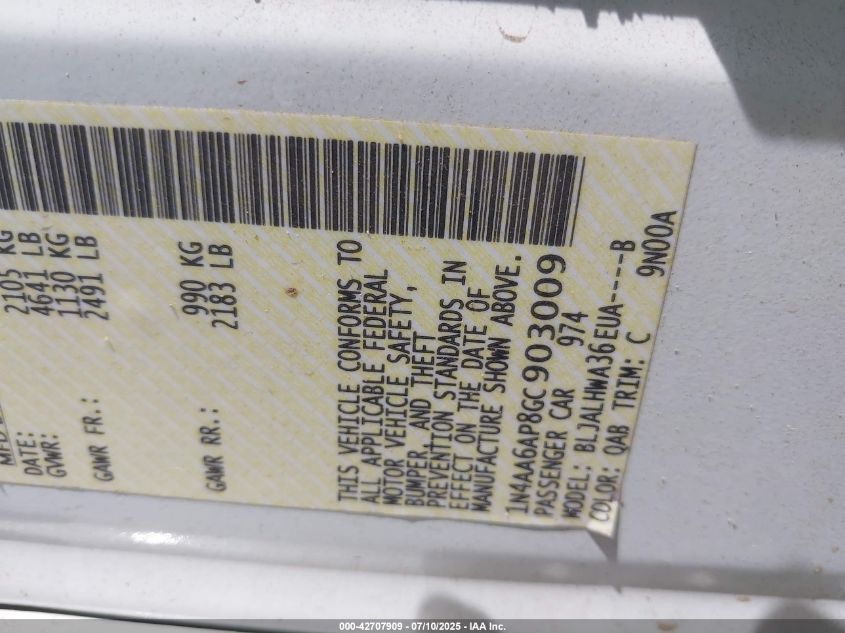 DATE:
GVWR: 2105 KG
4641 LB
GAWR FR.: 1130 KG
2491 LB
GAWR RR.: 990 KG
2183 LB
THIS VEHICLE CONFORMS TO
ALL APPLICABLE FEDERAL
MOTOR VEHICLE SAFETY,
BUMPER, AND THEFT
PREVENTION STANDARDS IN
EFFECT ON THE DATE OF
MANUFACTURE SHOWN ABOVE.
1N4AA6AP8GC903009
PASSENGER CAR 974
MODEL: BLJALHWA36EUA----B
COLOR: QAB TRIM: C 9N00A
000-42707909 - 07/10/2025 - IAA Inc.